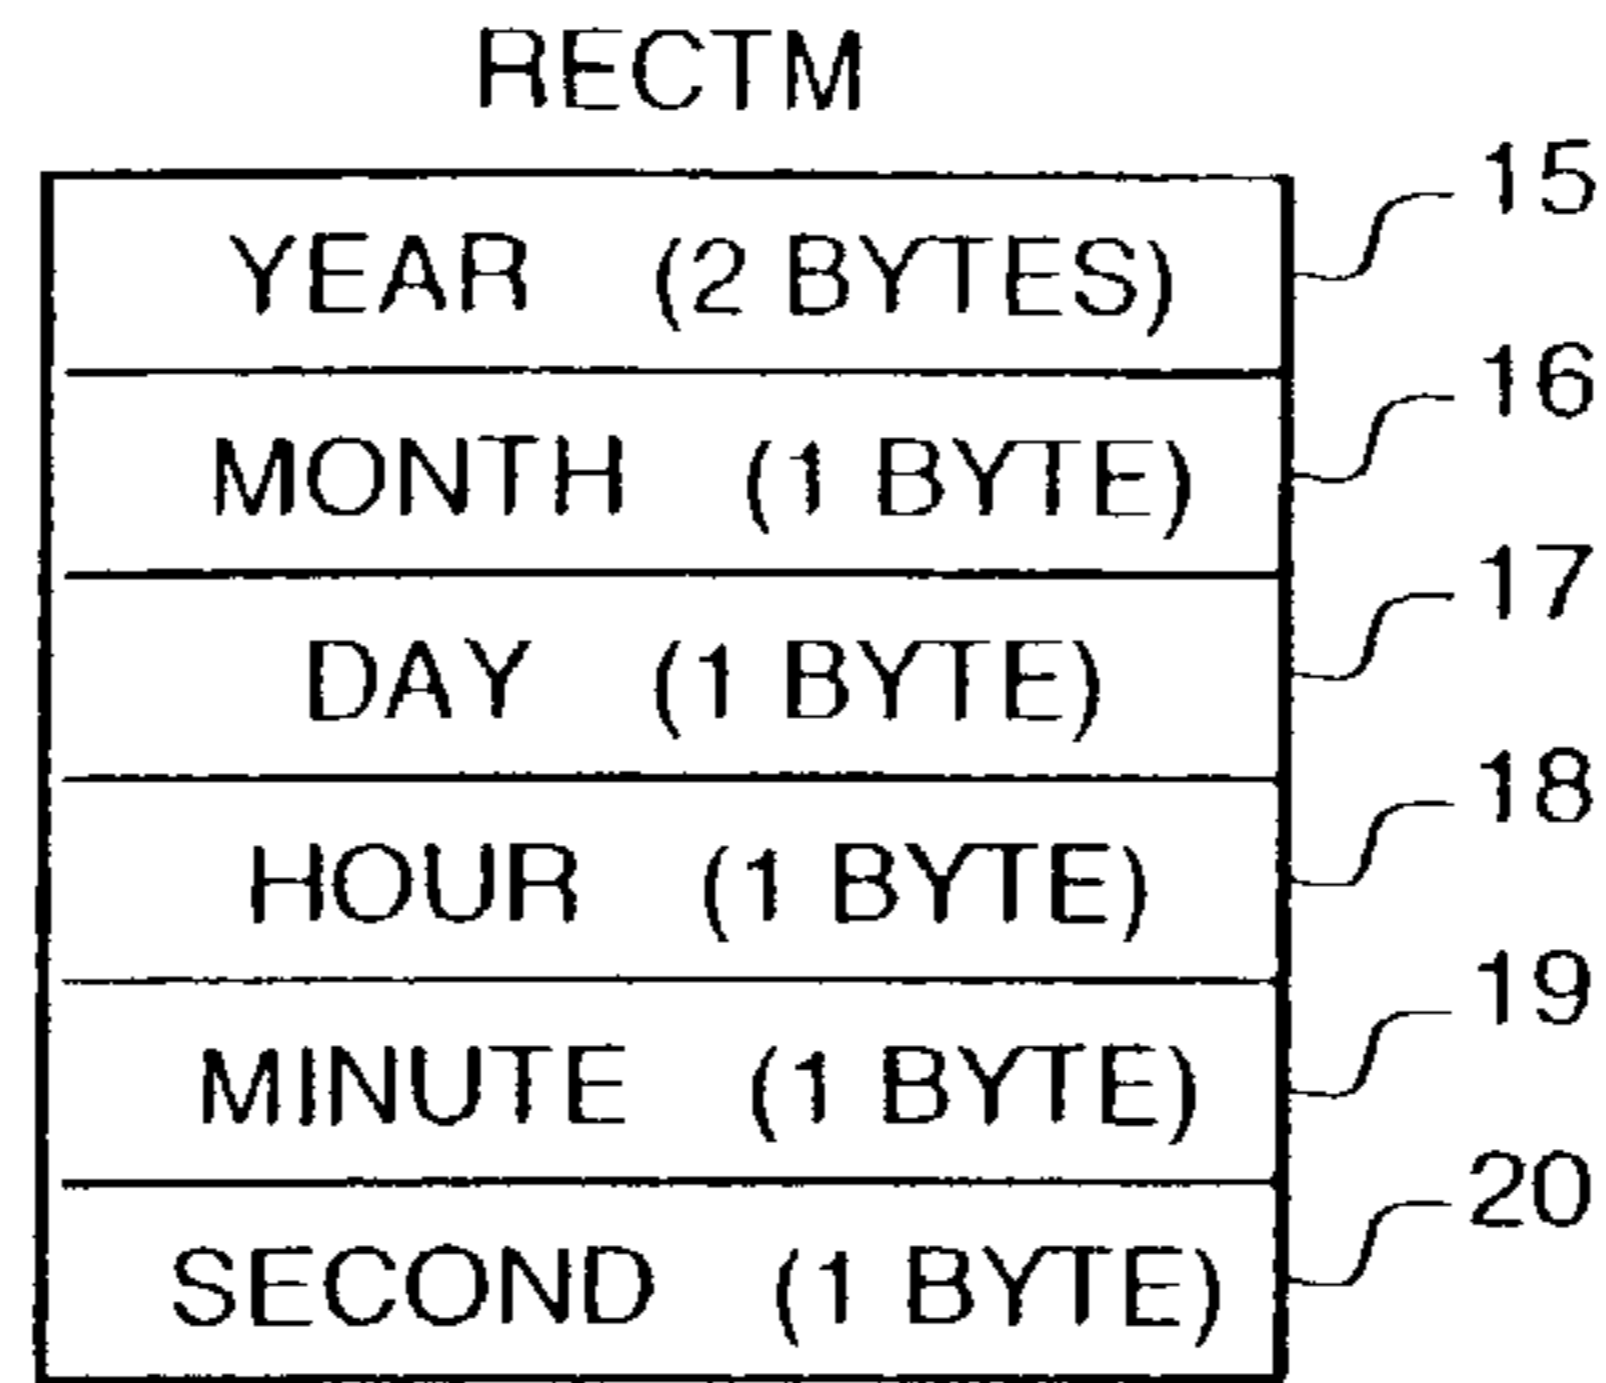 RECTM
YEAR (2 BYTES) 15
MONTH (1 BYTE) 16
DAY (1 BYTE) 17
HOUR (1 BYTE) 18
MINUTE (1 BYTE) 19
SECOND (1 BYTE) 20